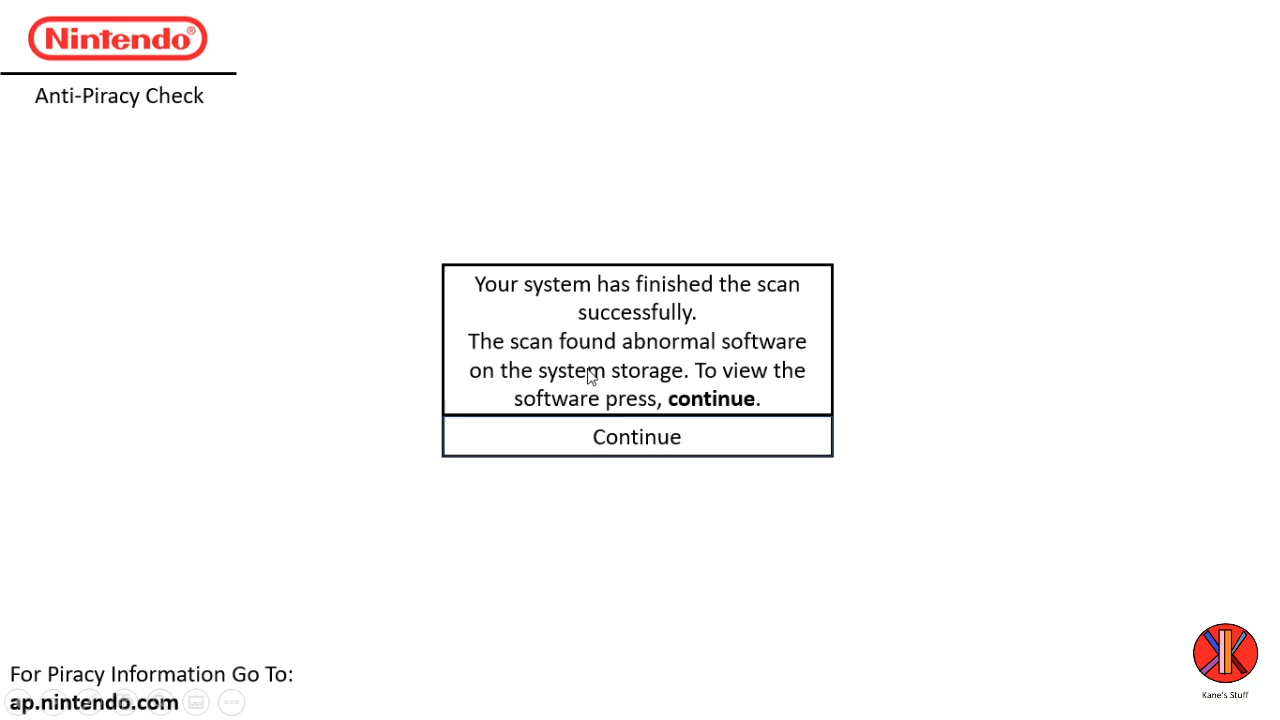 Nintendo®
Anti-Piracy Check
Your system has finished the scan
successfully.
The scan found abnormal software
on the system storage. To view the
software press, continue.
Continue
For Piracy Information Go To:
ap.nintendo.com
Kane's Stuff